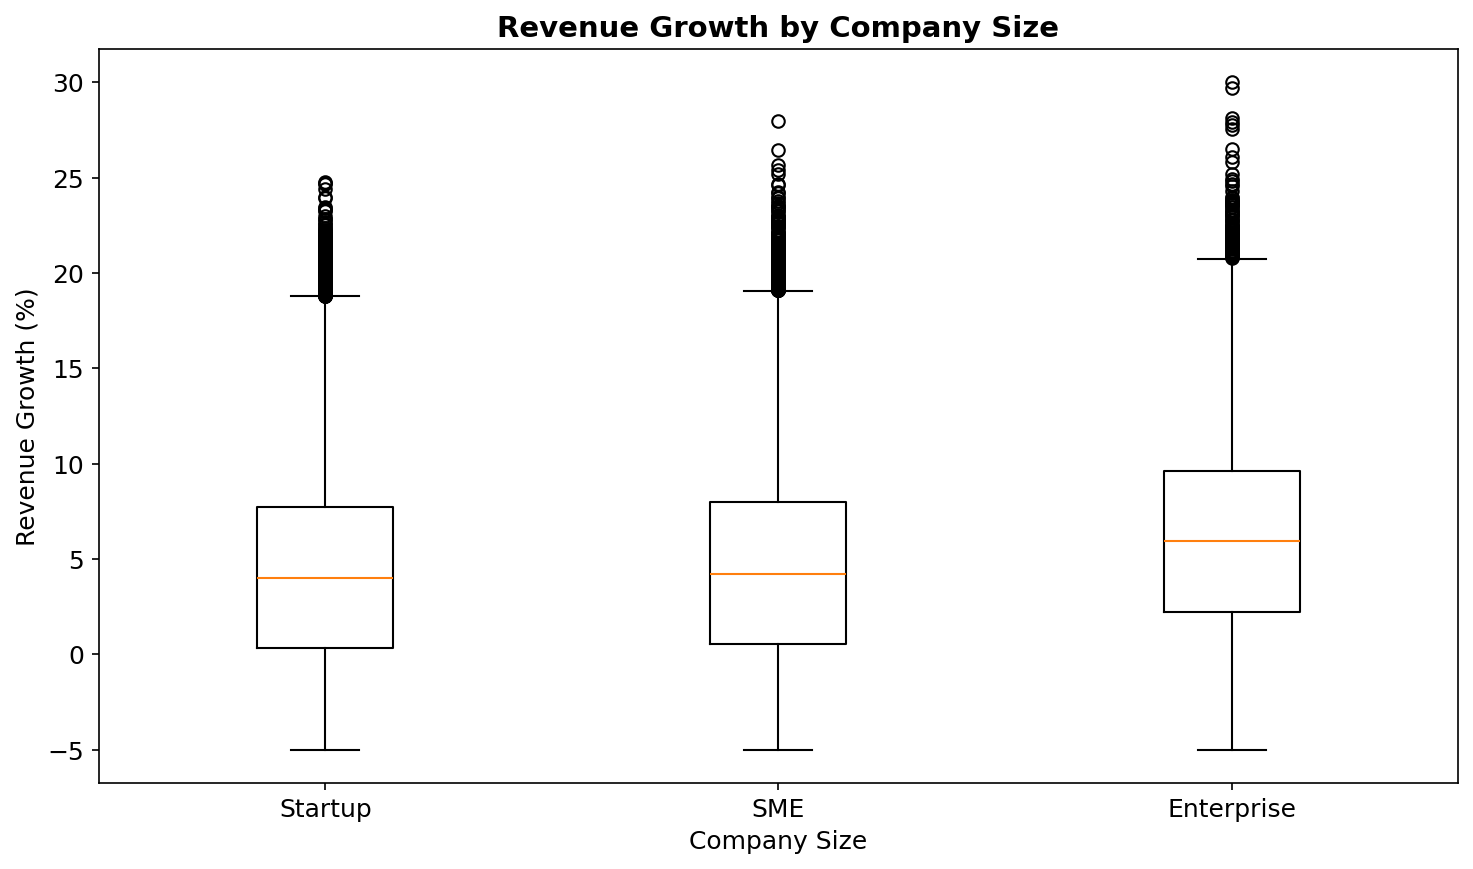 Revenue Growth by Company Size
Revenue Growth (%)
30
25
20
15
10
5
0
−5
Startup
SME
Enterprise
Company Size